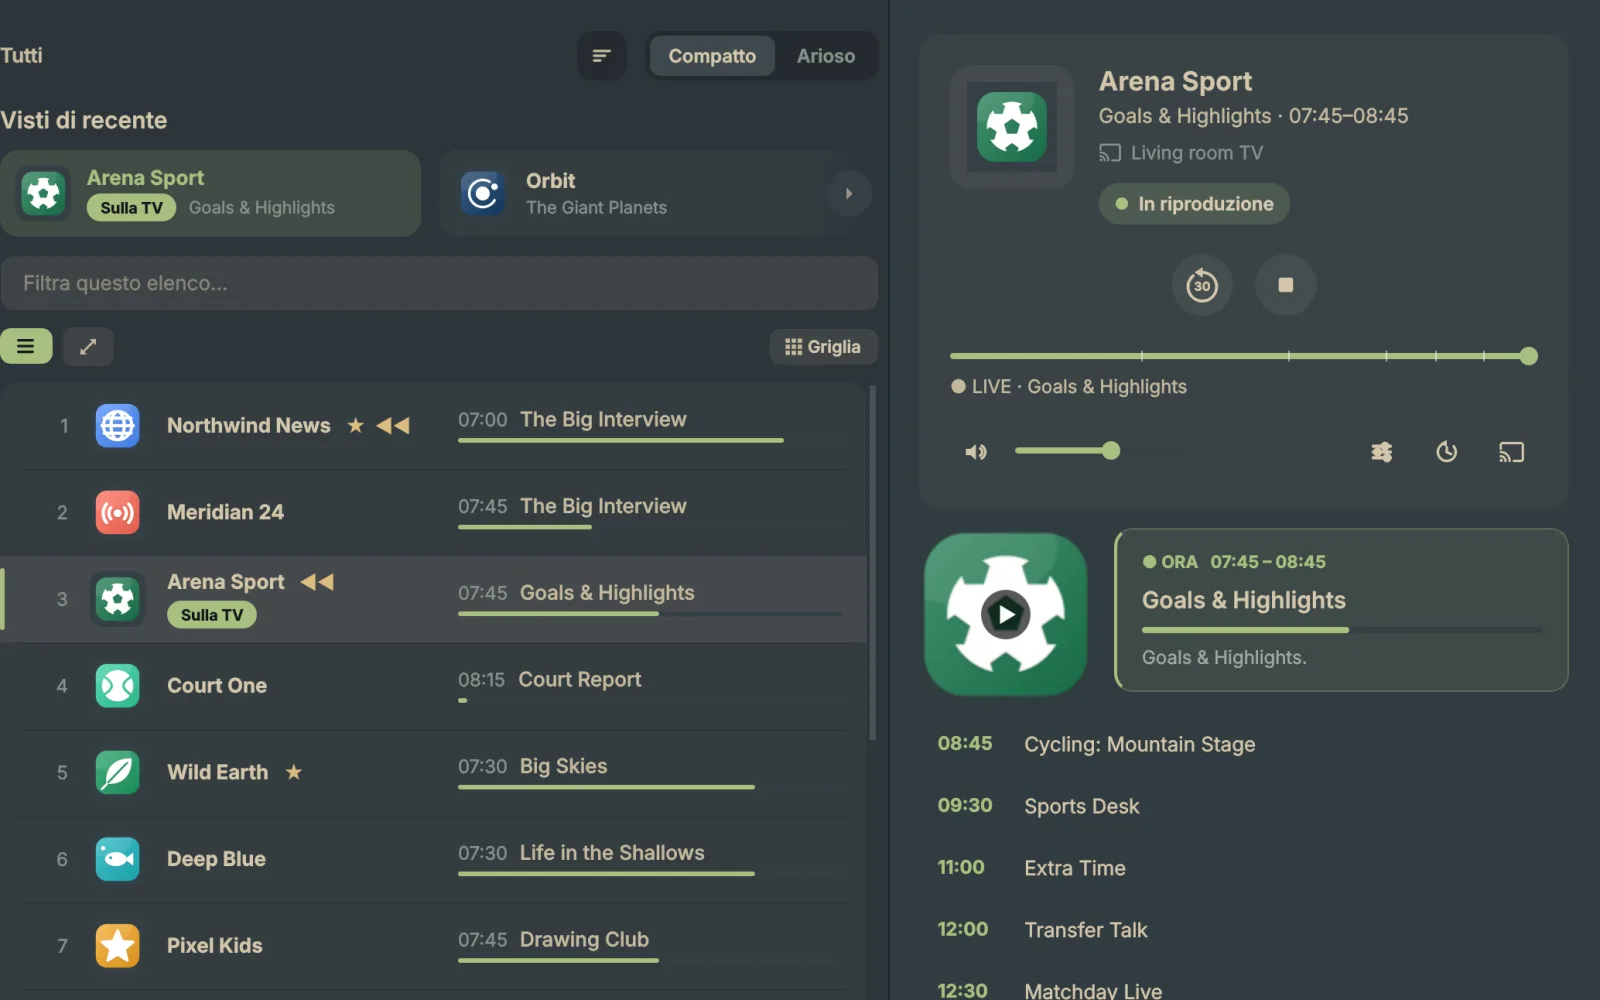 Tutti
Compatto
Arioso
Visti di recente
Arena Sport
Sulla TV
Goals & Highlights
Orbit
The Giant Planets
Filtra questo elenco...
Griglia
1
Northwind News
07:00 The Big Interview
2
Meridian 24
07:45 The Big Interview
3
Arena Sport
Sulla TV
07:45 Goals & Highlights
4
Court One
08:15 Court Report
5
Wild Earth
07:30 Big Skies
6
Deep Blue
07:30 Life in the Shallows
7
Pixel Kids
07:45 Drawing Club
Arena Sport
Goals & Highlights · 07:45–08:45
Living room TV
In riproduzione
30
LIVE · Goals & Highlights
ORA 07:45 – 08:45
Goals & Highlights
Goals & Highlights.
08:45 Cycling: Mountain Stage
09:30 Sports Desk
11:00 Extra Time
12:00 Transfer Talk
12:30 Matchday Live